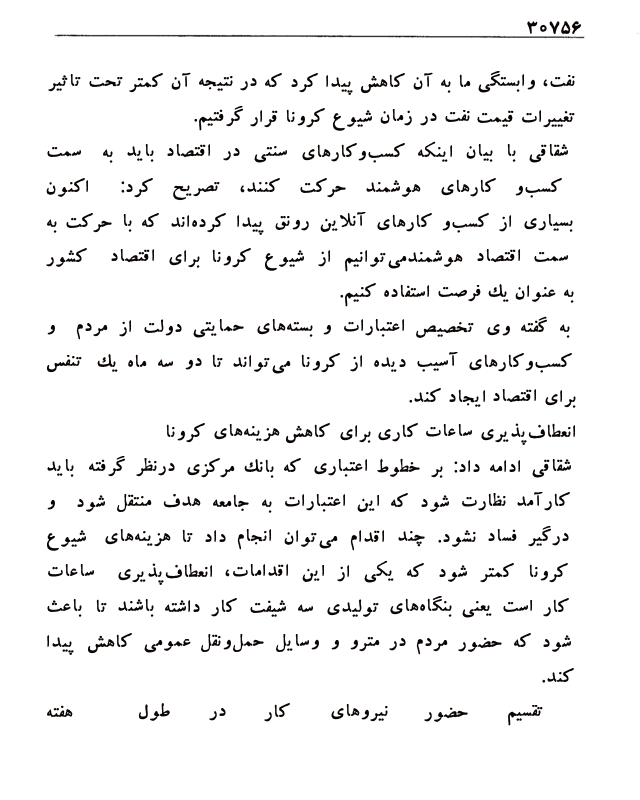 ۳۰۷۵۶
نفت، وابستگی ما به آن کاهش پیدا کرد که در نتیجه آن کمتر تحت تاثیر
تغییرات قیمت نفت در زمان شیوع کرونا قرار گرفتیم.
شقاقی با بیان اینکه کسب‌وکارهای سنتی در اقتصاد باید به سمت
کسب‌و کارهای هوشمند حرکت کنند، تصریح کرد: اکنون
بسیاری از کسب‌و کارهای آنلاین رونق پیدا کرده‌اند که با حرکت به
سمت اقتصاد هوشمندمی‌توانیم از شیوع کرونا برای اقتصاد کشور
به عنوان یك فرصت استفاده کنیم.
به گفته وی تخصیص اعتبارات و بسته‌های حمایتی دولت از مردم و
کسب‌وکارهای آسیب دیده از کرونا می‌تواند تا دو سه ماه یك تنفس
برای اقتصاد ایجاد کند.
انعطاف‌پذیری ساعات کاری برای کاهش هزینه‌های کرونا
شقاقی ادامه داد: بر خطوط اعتباری که بانك مرکزی درنظر گرفته باید
کارآمد نظارت شود که این اعتبارات به جامعه هدف منتقل شود و
درگیر فساد نشود. چند اقدام می‌توان انجام داد تا هزینه‌های شیوع
کرونا کمتر شود که یکی از این اقدامات، انعطاف‌پذیری ساعات
کار است یعنی بنگاه‌های تولیدی سه شیفت کار داشته باشند تا باعث
شود که حضور مردم در مترو و وسایل حمل‌ونقل عمومی کاهش پیدا
کند.
تقسیم حضور نیروهای کار در طول هفته